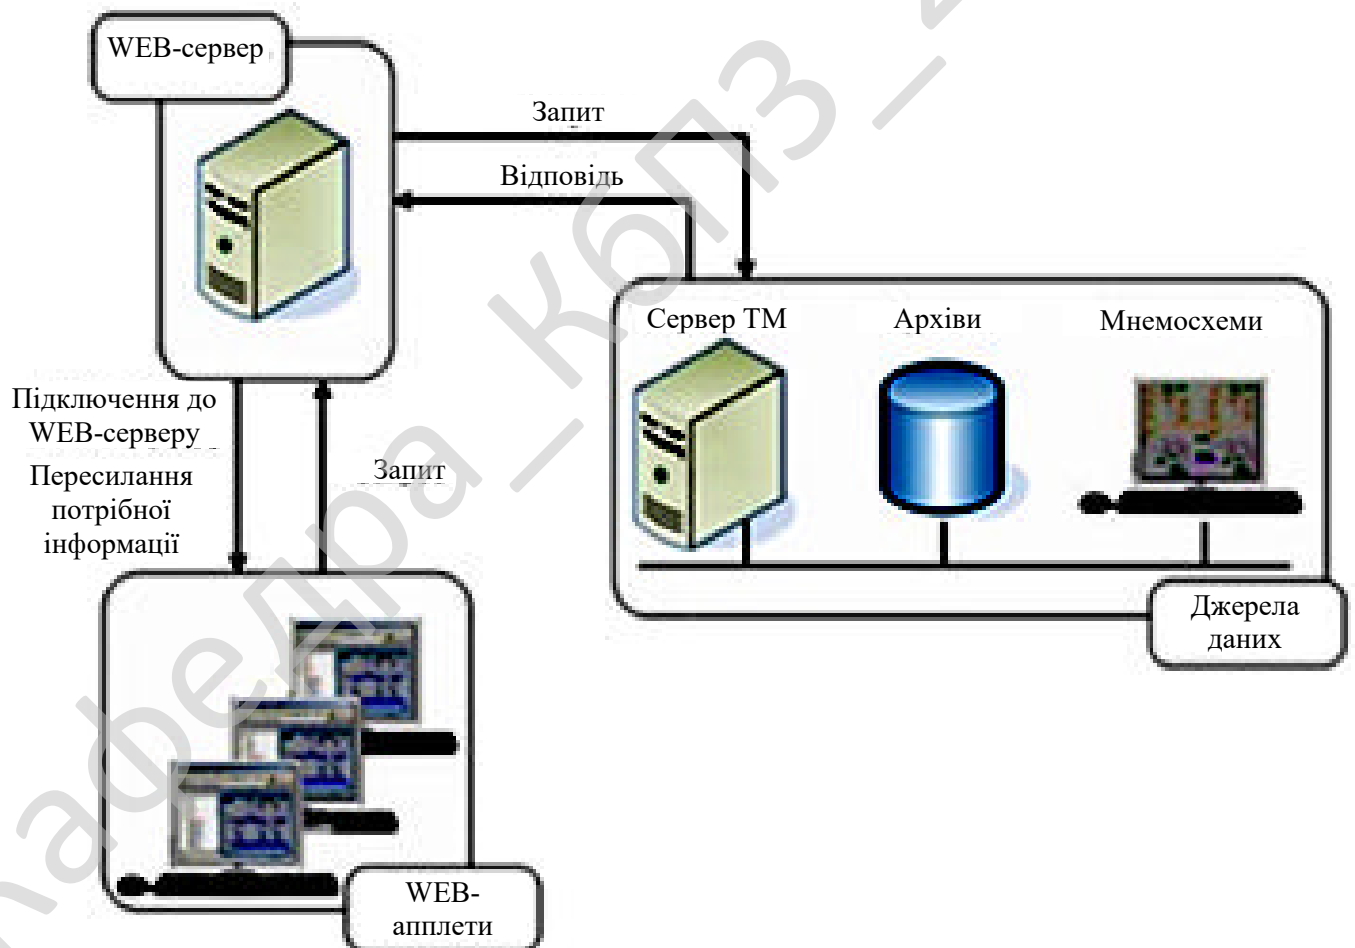 WEB-сервер
Запит
Відповідь
Сервер ТМ
Архіви
Мнемосхеми
Підключення до
WEB-серверу
Пересилання
потрібної
інформації
Запит
Джерела
даних
WEB-
апплети
кафедра_КбПЗ_2